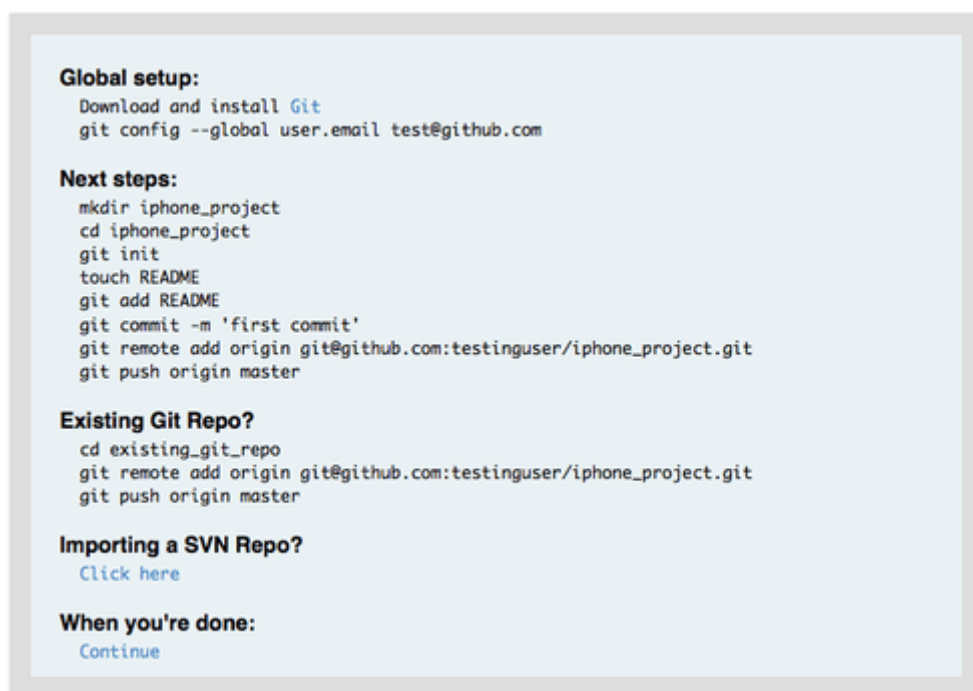 Global setup:
Download and install Git
git config --global user.email test@github.com
Next steps:
mkdir iphone_project
cd iphone_project
git init
touch README
git add README
git commit -m 'first commit'
git remote add origin git@github.com:testinguser/iphone_project.git
git push origin master
Existing Git Repo?
cd existing_git_repo
git remote add origin git@github.com:testinguser/iphone_project.git
git push origin master
Importing a SVN Repo?
Click here
When you're done:
Continue